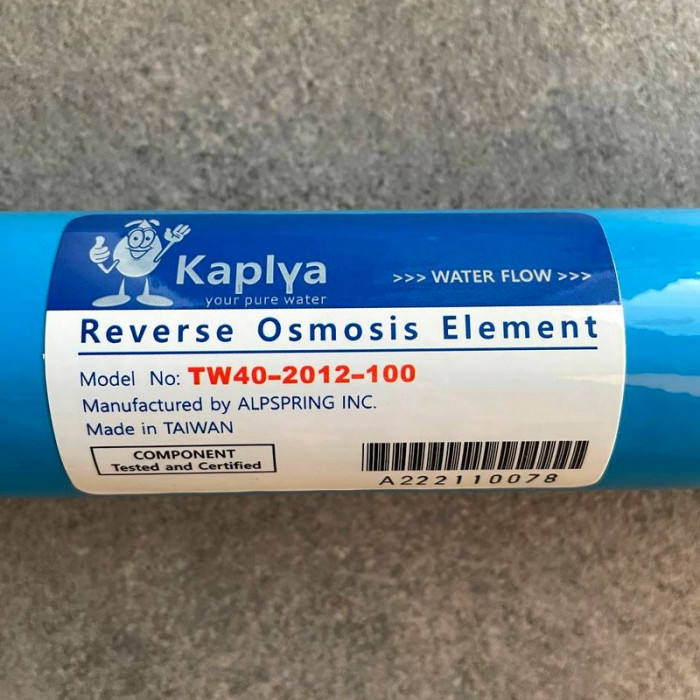 Kaplya
your pure water
>>> WATER FLOW >>>
Reverse Osmosis Element
Model No: TW40-2012-100
Manufactured by ALPSPRING INC.
Made in TAIWAN
COMPONENT
Tested and Certified
A222110078